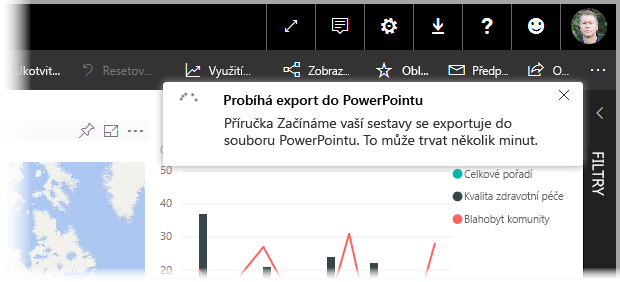 Ukotvit... Resetov... Využití... Zobraz... Obl... Předp... O...
Probíhá export do PowerPointu
Příručka Začínáme vaší sestavy se exportuje do
souboru PowerPointu. To může trvat několik minut.
FILTRY
50
40
30
20
Celkové pořadí
Kvalita zdravotní péče
Blahobyt komunity